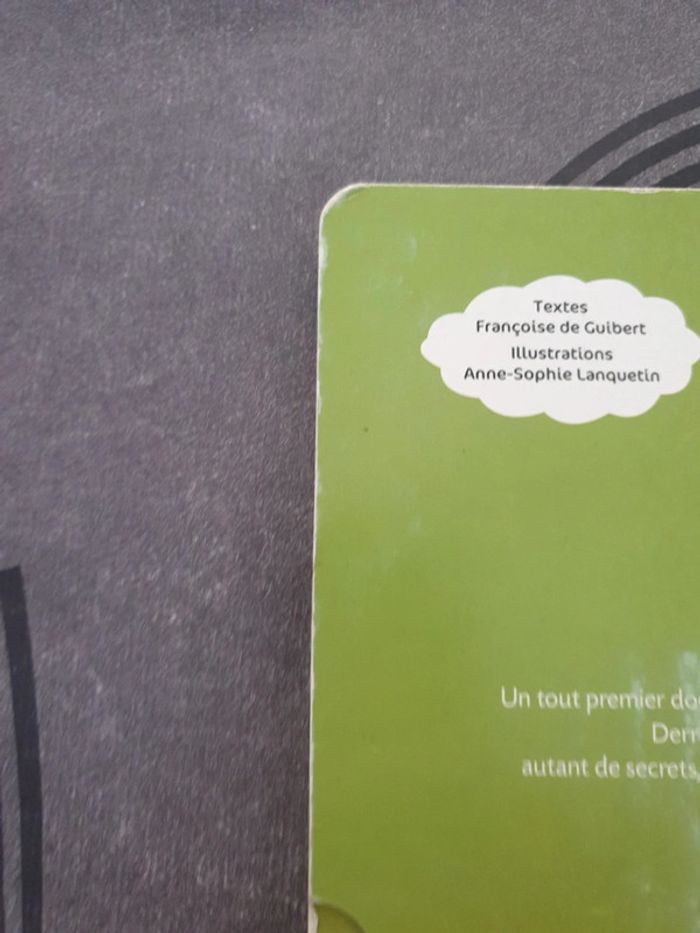 Textes
Françoise de Guibert
Illustrations
Anne-Sophie Lanquetin
Un tout premier
autant de secrets,